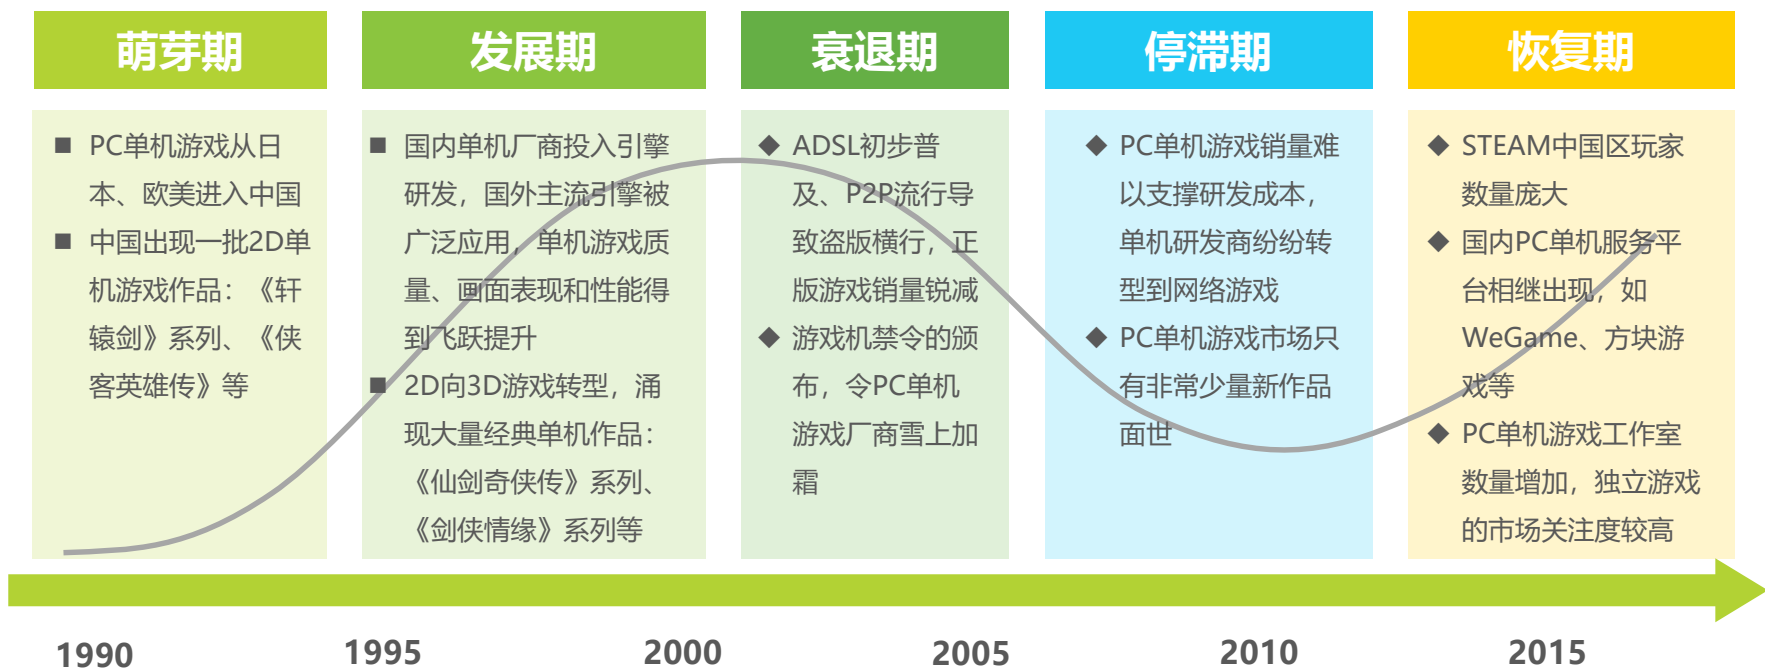 萌芽期
PC单机游戏从日
本、欧美进入中国
中国出现一批2D单
机游戏作品：《轩
辕剑》系列、《侠
客英雄传》等
发展期
国内单机厂商投入引擎
研发，国外主流引擎被
广泛应用，单机游戏质
量、画面表现和性能得
到飞跃提升
2D向3D游戏转型，涌
现大量经典单机作品：
《仙剑奇侠传》系列、
《剑侠情缘》系列等
衰退期
ADSL初步普
及、P2P流行导
致盗版横行，正
版游戏销量锐减
游戏机禁令的颁
布，令PC单机
游戏厂商雪上加
霜
停滞期
PC单机游戏销量难
以支撑研发成本，
单机研发商纷纷转
型到网络游戏
PC单机游戏市场只
有非常少量新作品
面世
恢复期
STEAM中国区玩家
数量庞大
国内PC单机服务平
台相继出现，如
WeGame、方块游
戏等
PC单机游戏工作室
数量增加，独立游戏
的市场关注度较高
1990
1995
2000
2005
2010
2015